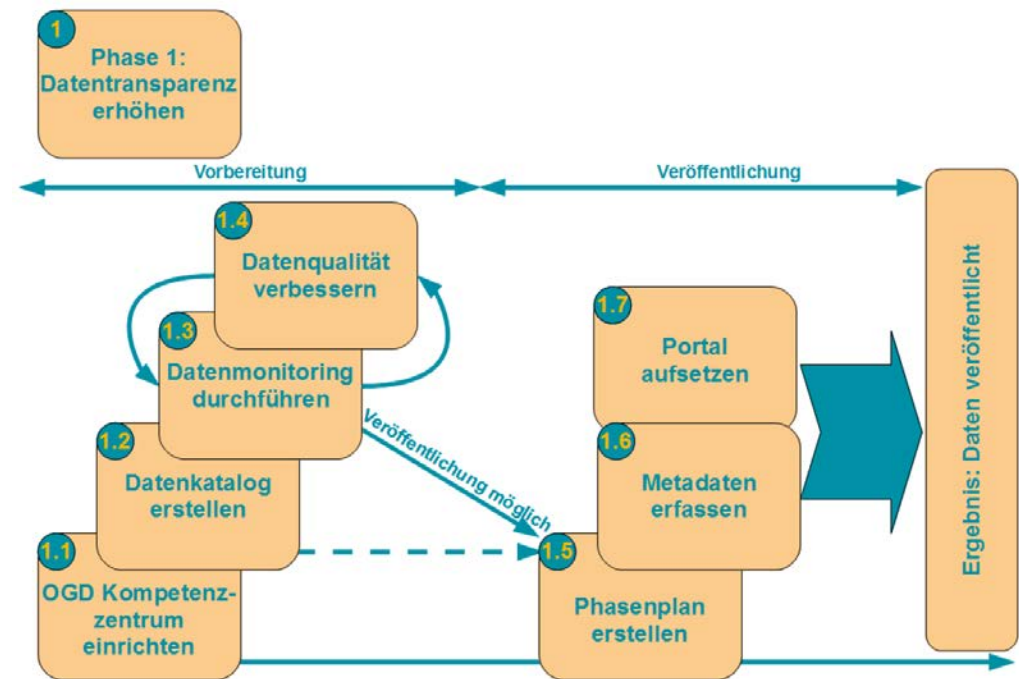 1
Phase 1:
Datentransparenz
erhöhen
Vorbereitung
Veröffentlichung
1.4
Datenqualität
verbessern
1.3
Datenmonitoring
durchführen
1.2
Datenkatalog
erstellen
1.1
OGD Kompetenz-
zentrum
einrichten
Veröffentlichung möglich
1.7
Portal
aufsetzen
1.6
Metadaten
erfassen
1.5
Phasenplan
erstellen
Ergebnis: Daten veröffentlicht